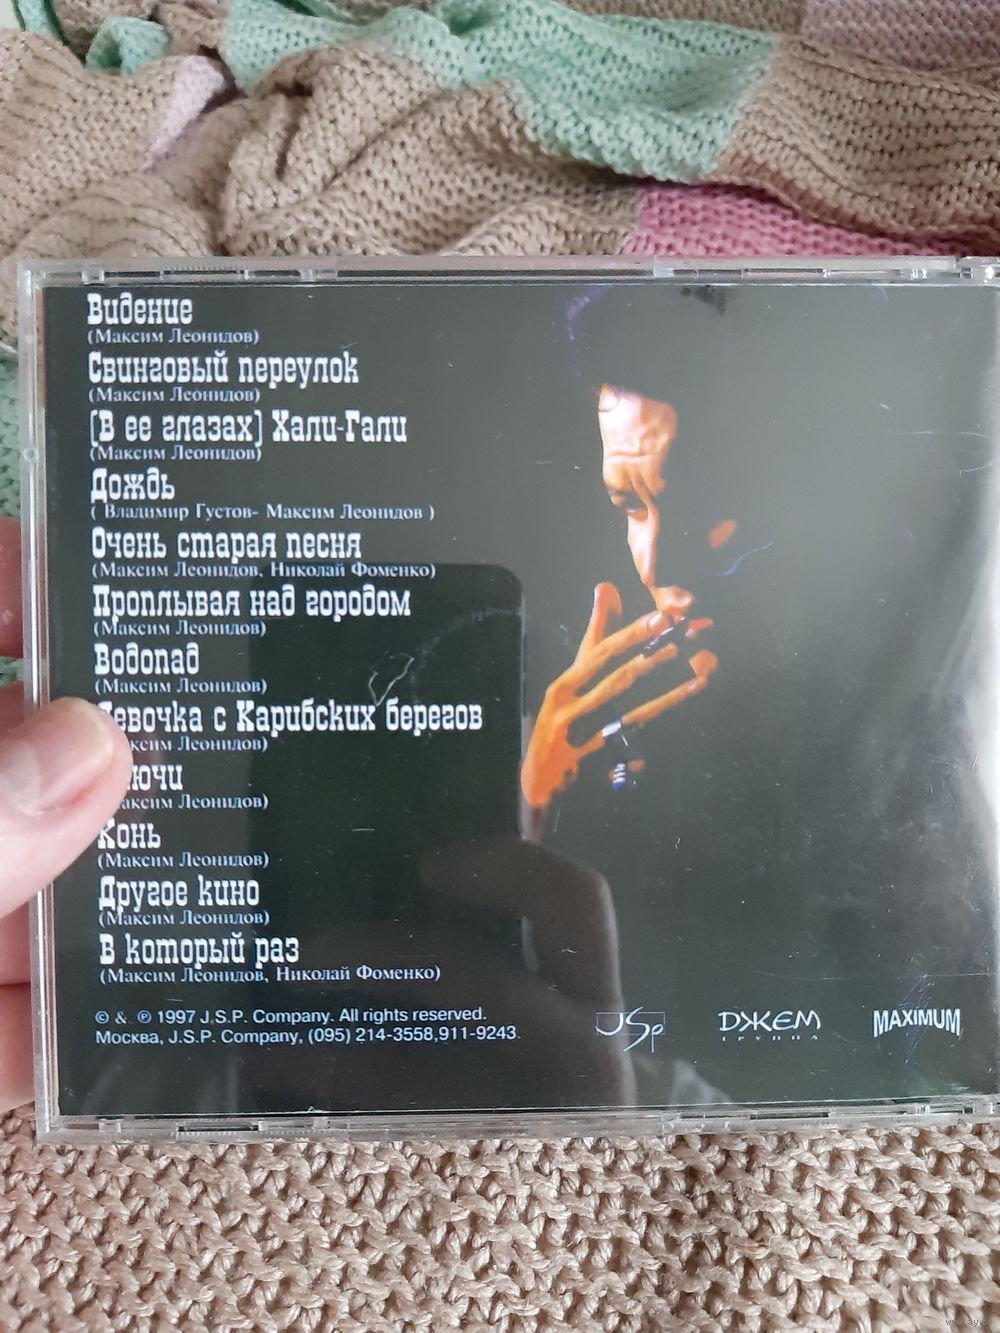 Видение
(Максим Леонидов)
Свинговый переулок
(Максим Леонидов)
(В ее глазах) Хали-Гали
(Максим Леонидов)
Дождь
( Владимир Густов- Максим Леонидов )
Очень старая песня
(Максим Леонидов, Николай Фоменко)
Проплывая над городом
(Максим Леонидов)
Водопад
(Максим Леонидов)
Девочка с Карибских берегов
Леонидов)
(Максим Леонидов)
Конь
(Максим Леонидов)
Другое кино
(Максим Леонидов)
В который раз
(Максим Леонидов, Николай Фоменко)
© & ℗ 1997 J.S.P. Company. All rights reserved.
Москва, J.S.P. Company, (095) 214-3558,911-9243.
JSP
ДЖЕМ
ГРУППА
MAXIMUM